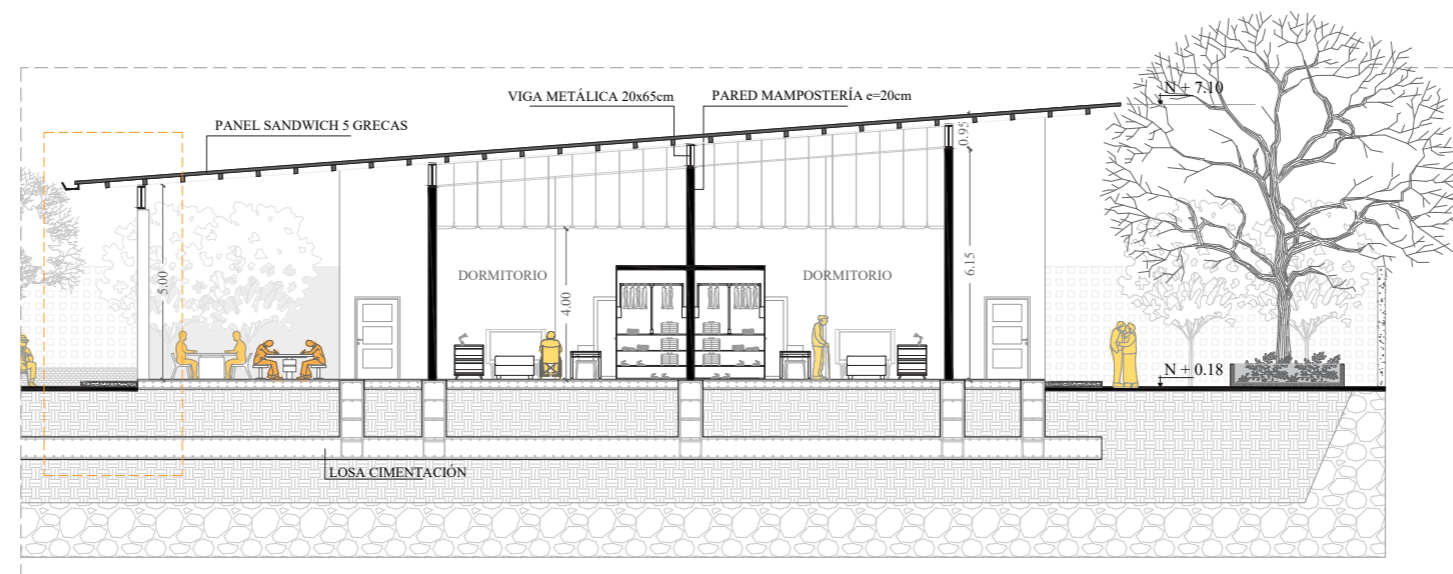 N + 7.10
VIGA METÁLICA 20x65cm
PARED MAMPOSTERÍA e=20cm
PANEL SANDWICH 5 GRECAS
0.95
5.00
DORMITORIO
4.00
DORMITORIO
6.15
N + 0.18
LOSA CIMENTACIÓN